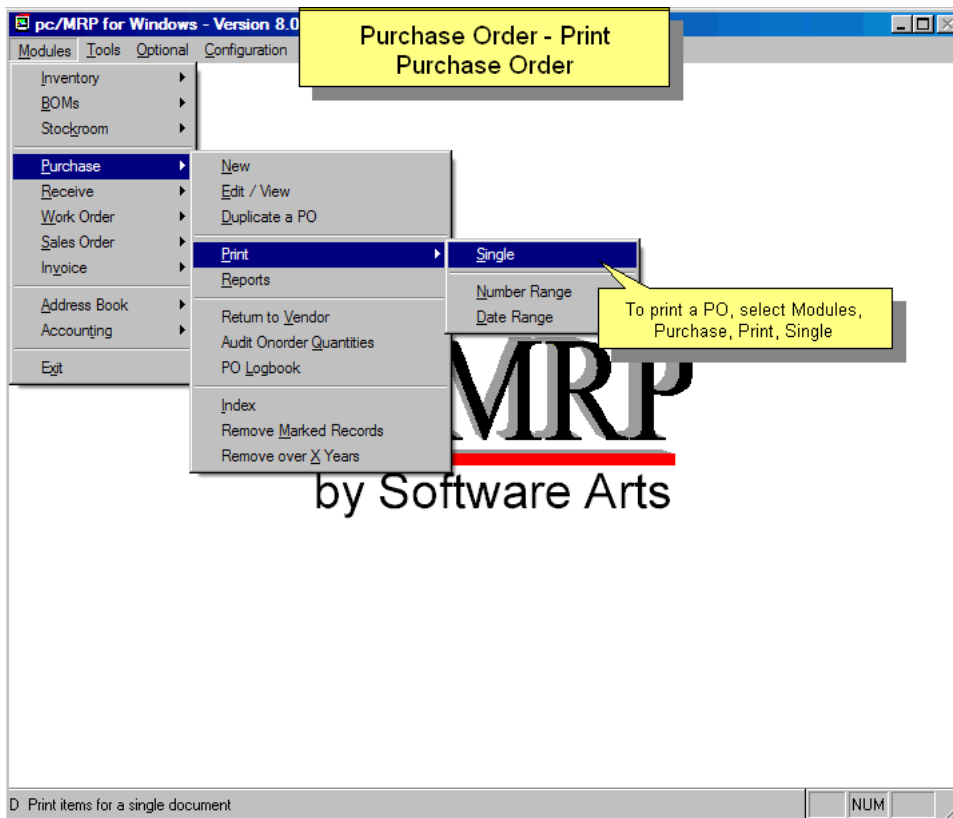 pc/MRP for Windows - Version 8.0
Purchase Order - Print
Purchase Order
Modules Tools Optional Configuration
Inventory
BOMs
Stockroom
Purchase
Receive
Work Order
Sales Order
Invoice
Address Book
Accounting
Exit
New
Edit / View
Duplicate a PO
Print
Reports
Return to Vendor
Audit Onorder Quantities
PO Logbook
Index
Remove Marked Records
Remove over X Years
Single
Number Range
Date Range
To print a PO, select Modules,
Purchase, Print, Single
MRP
by Software Arts
D Print items for a single document
NUM